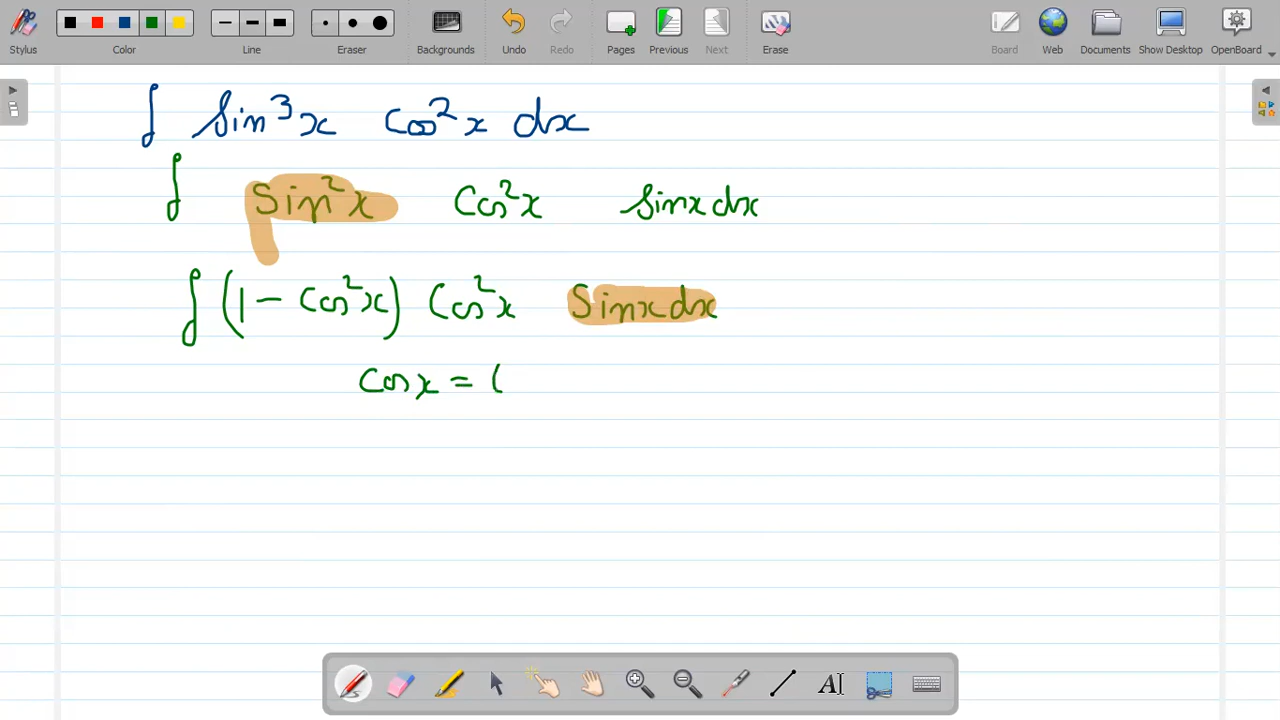 Stylus Color Line Eraser Backgrounds Undo Redo Pages Previous Next Erase Board Web Documents Show Desktop OpenBoard
∫ Sin³x Cos²x dx
∫ Sin²x Cos²x sinx dx
∫ (1 − Cos²x) Cos²x Sinx dx
Cosx = (